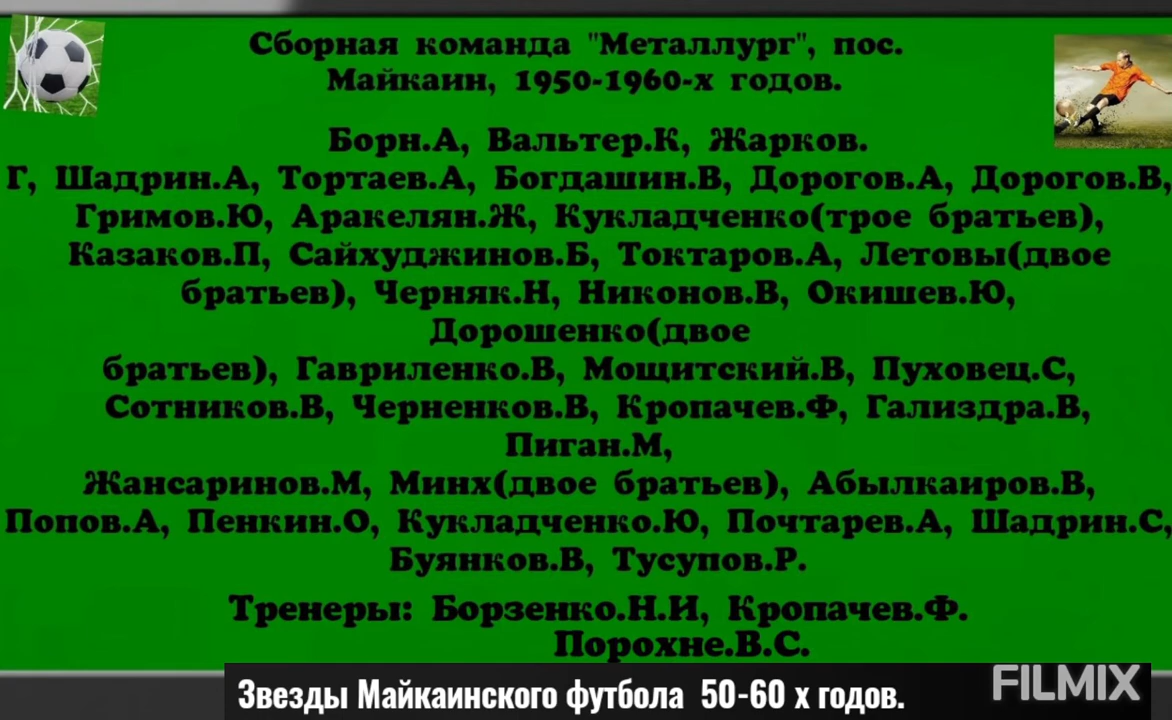 Сборная команда "Металлург", пос.
Майкаин, 1950-1960-х годов.
Борн.А, Вальтер.К, Жарков.
Г, Шадрин.А, Тортаев.А, Богдашин.В, Дорогов.А, Дорогов.В,
Гримов.Ю, Аракелян.Ж, Кукладченко(трое братьев),
Казаков.П, Сайхуджинов.Б, Токтаров.А, Летовы(двое
братьев), Черняк.Н, Никонов.В, Окишев.Ю,
Дорошенко(двое
братьев), Гавриленко.В, Мощитский.В, Пуховец.С,
Сотников.В, Черненков.В, Кропачев.Ф, Гализдра.В,
Пиган.М,
Жансаринов.М, Минх(двое братьев), Абылкаиров.В,
Попов.А, Пенкин.О, Кукладченко.Ю, Почтарев.А, Шадрин.С,
Буянков.В, Тусупов.Р.
Тренеры: Борзенко.Н.И, Кропачев.Ф.
Порохне.В.С.
Звезды Майкаинского футбола 50-60 х годов.
FILMIX